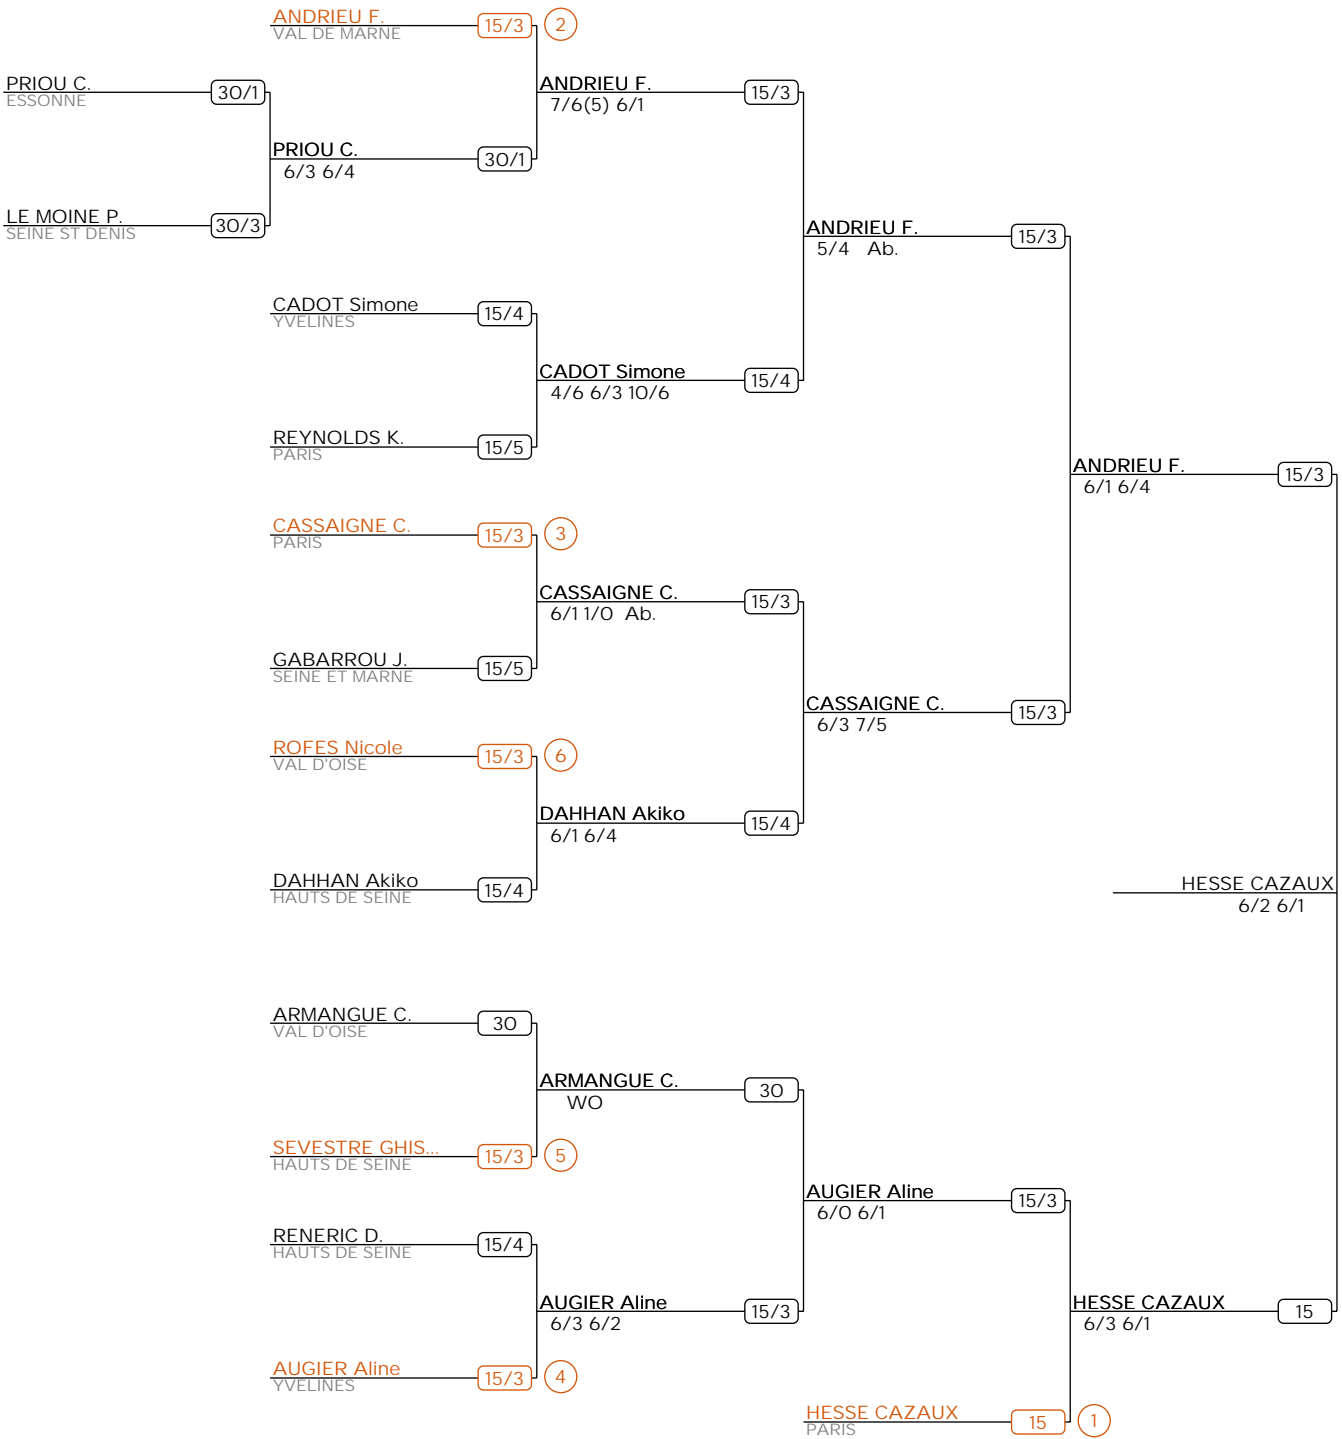 ANDRIEU F.
VAL DE MARNE
15/3
2
PRIOU C.
ESSONNE
30/1
ANDRIEU F.
7/6(5) 6/1
15/3
PRIOU C.
6/3 6/4
30/1
LE MOINE P.
SEINE ST DENIS
30/3
ANDRIEU F.
5/4 Ab.
15/3
CADOT Simone
YVELINES
15/4
CADOT Simone
4/6 6/3 10/6
15/4
REYNOLDS K.
PARIS
15/5
ANDRIEU F.
6/1 6/4
15/3
CASSAIGNE C.
PARIS
15/3
3
CASSAIGNE C.
6/1 1/0 Ab.
15/3
GABARROU J.
SEINE ET MARNE
15/5
CASSAIGNE C.
6/3 7/5
15/3
ROFES Nicole
VAL D'OISE
15/3
6
DAHHAN Akiko
6/1 6/4
15/4
DAHHAN Akiko
HAUTS DE SEINE
15/4
HESSE CAZAUX
6/2 6/1
ARMANGUE C.
VAL D'OISE
30
ARMANGUE C.
WO
30
SEVESTRE GHIS...
HAUTS DE SEINE
15/3
5
AUGIER Aline
6/0 6/1
15/3
RENERIC D.
HAUTS DE SEINE
15/4
AUGIER Aline
6/3 6/2
15/3
HESSE CAZAUX
6/3 6/1
15
AUGIER Aline
YVELINES
15/3
4
HESSE CAZAUX
PARIS
15
1